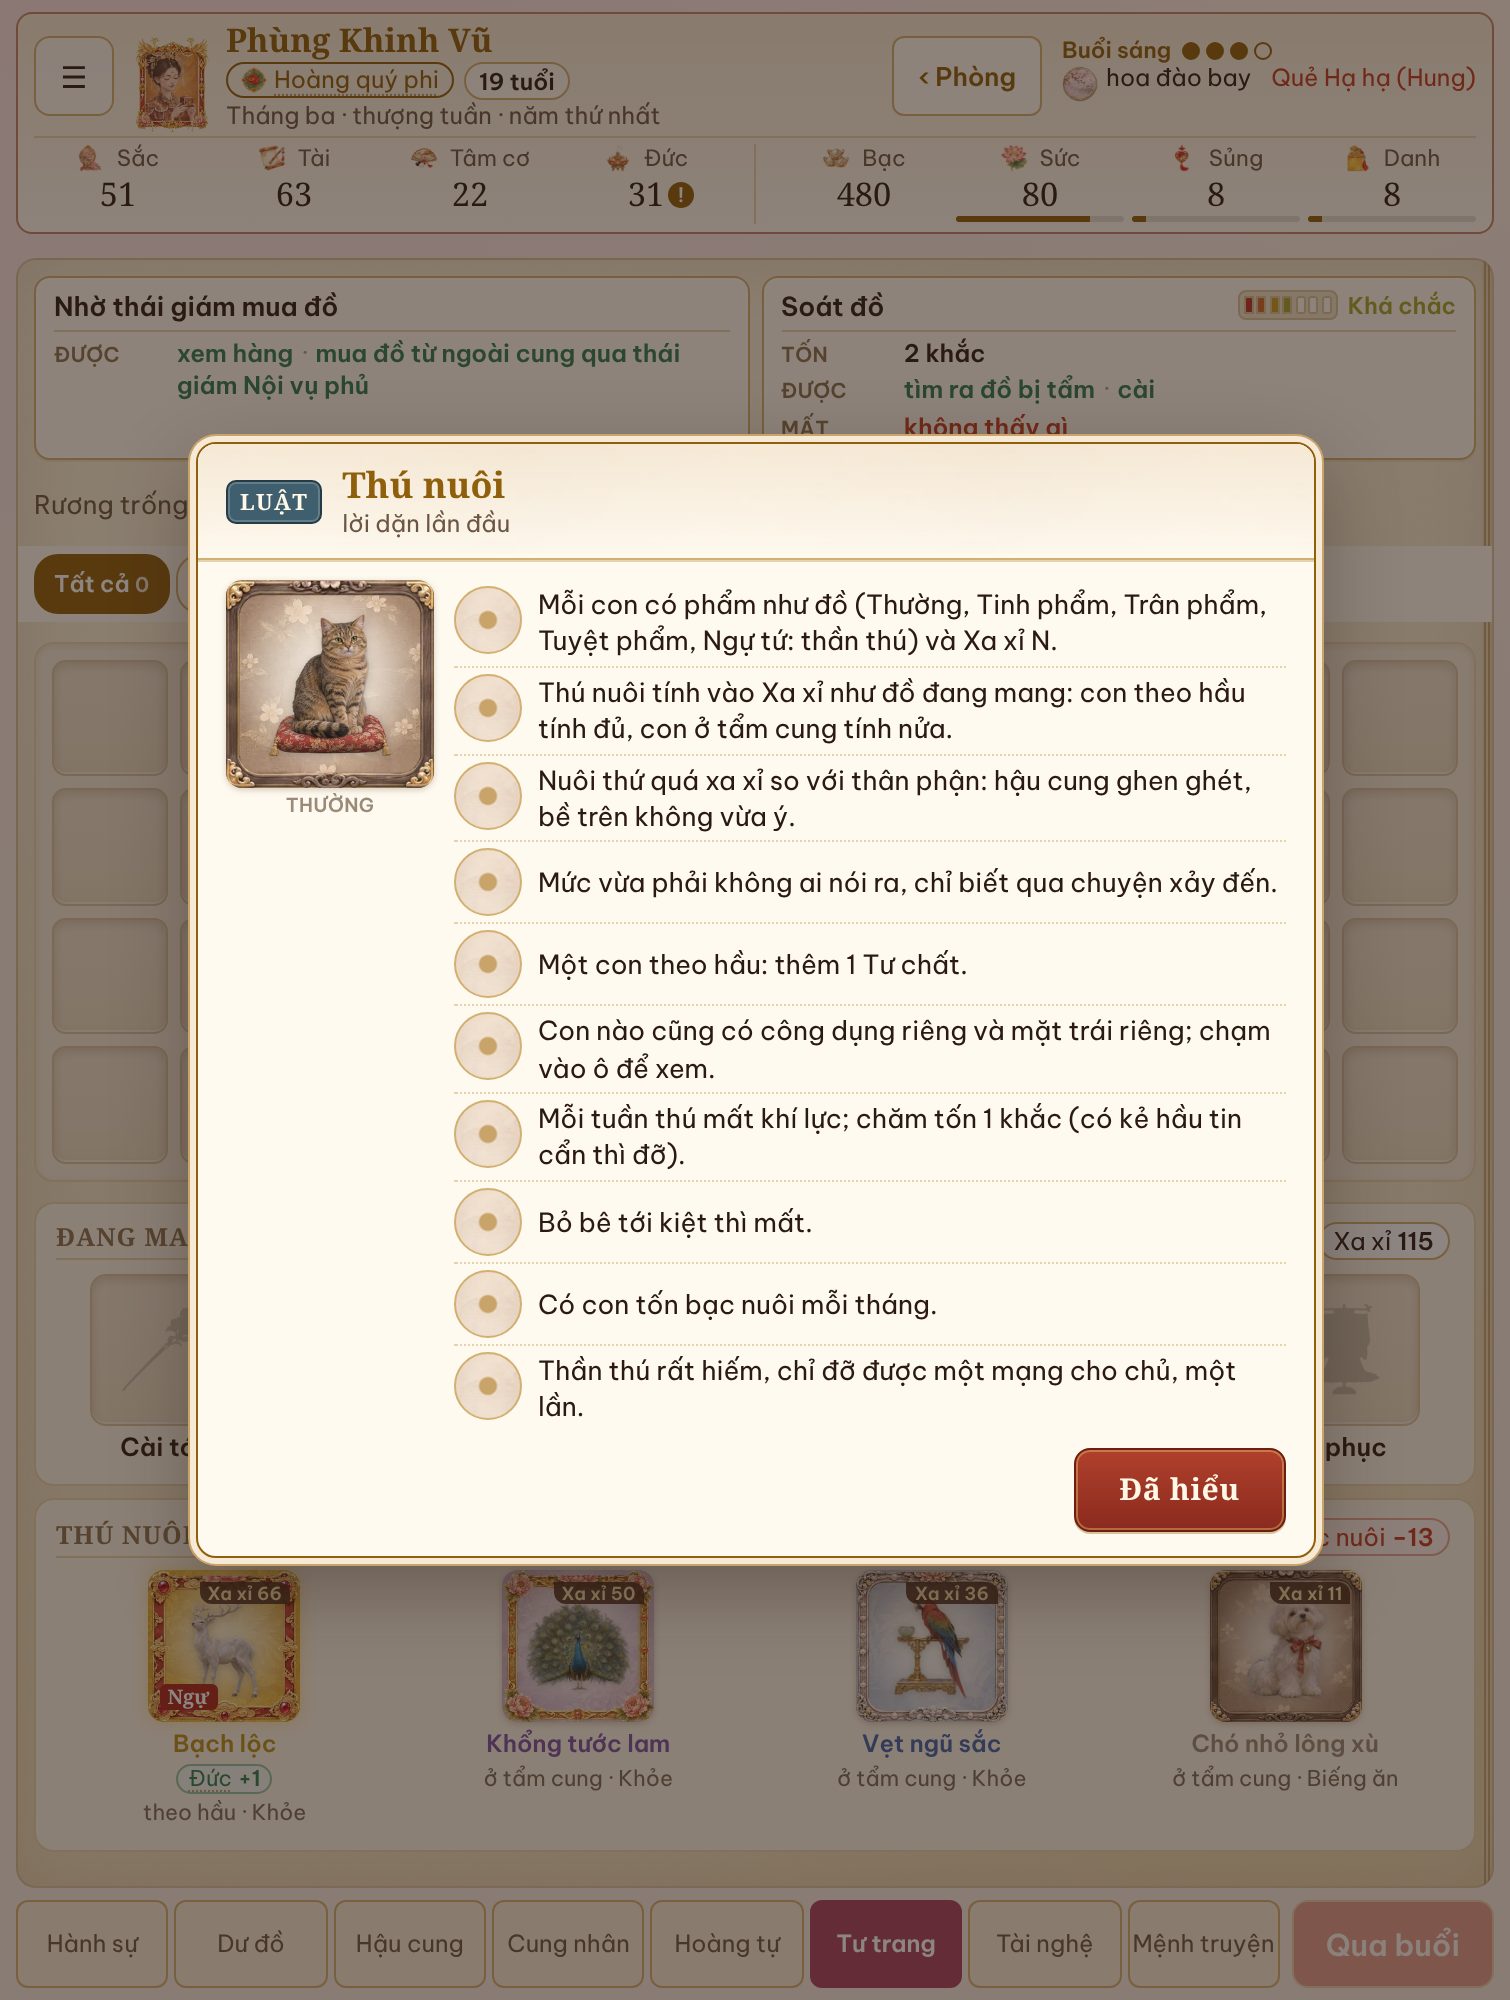 ☰
Phùng Khinh Vũ
Hoàng quý phi
19 tuổi
Tháng ba · thượng tuần · năm thứ nhất
‹ Phòng
Buổi sáng
hoa đào bay
Quẻ Hạ hạ (Hung)
Sắc
Tài
Tâm cơ
Đức
Bạc
Sức
Sủng
Danh
51
63
22
31 !
480
80
8
8
Nhờ thái giám mua đồ
ĐƯỢC
xem hàng · mua đồ từ ngoài cung qua thái
giám Nội vụ phủ
Soát đồ
Khá chắc
TỐN
2 khắc
ĐƯỢC
tìm ra đồ bị tẩm · cài
MẤT
không thấy gì
Rương trống
Tất cả 0
LUẬT
Thú nuôi
lời dặn lần đầu
THƯỜNG
Mỗi con có phẩm như đồ (Thường, Tinh phẩm, Trân phẩm,
Tuyệt phẩm, Ngự tứ: thần thú) và Xa xỉ N.
Thú nuôi tính vào Xa xỉ như đồ đang mang: con theo hầu
tính đủ, con ở tẩm cung tính nửa.
Nuôi thứ quá xa xỉ so với thân phận: hậu cung ghen ghét,
bề trên không vừa ý.
Mức vừa phải không ai nói ra, chỉ biết qua chuyện xảy đến.
Một con theo hầu: thêm 1 Tư chất.
Con nào cũng có công dụng riêng và mặt trái riêng; chạm
vào ô để xem.
Mỗi tuần thú mất khí lực; chăm tốn 1 khắc (có kẻ hầu tin
cẩn thì đỡ).
Bỏ bê tới kiệt thì mất.
Có con tốn bạc nuôi mỗi tháng.
Thần thú rất hiếm, chỉ đỡ được một mạng cho chủ, một
lần.
Đã hiểu
ĐANG MA
Xa xỉ 115
Cài tó
phục
THÚ NUÔI
c nuôi −13
Xa xỉ 66
Ngự
Bạch lộc
Đức +1
theo hầu · Khỏe
Xa xỉ 50
Khổng tước lam
ở tẩm cung · Khỏe
Xa xỉ 36
Vẹt ngũ sắc
ở tẩm cung · Khỏe
Xa xỉ 11
Chó nhỏ lông xù
ở tẩm cung · Biếng ăn
Hành sự
Dư đồ
Hậu cung
Cung nhân
Hoàng tự
Tư trang
Tài nghệ
Mệnh truyện
Qua buổi